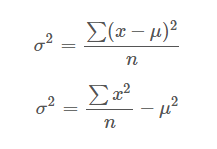 σ² = ∑(x − μ)² / n
σ² = ∑x² / n − μ²